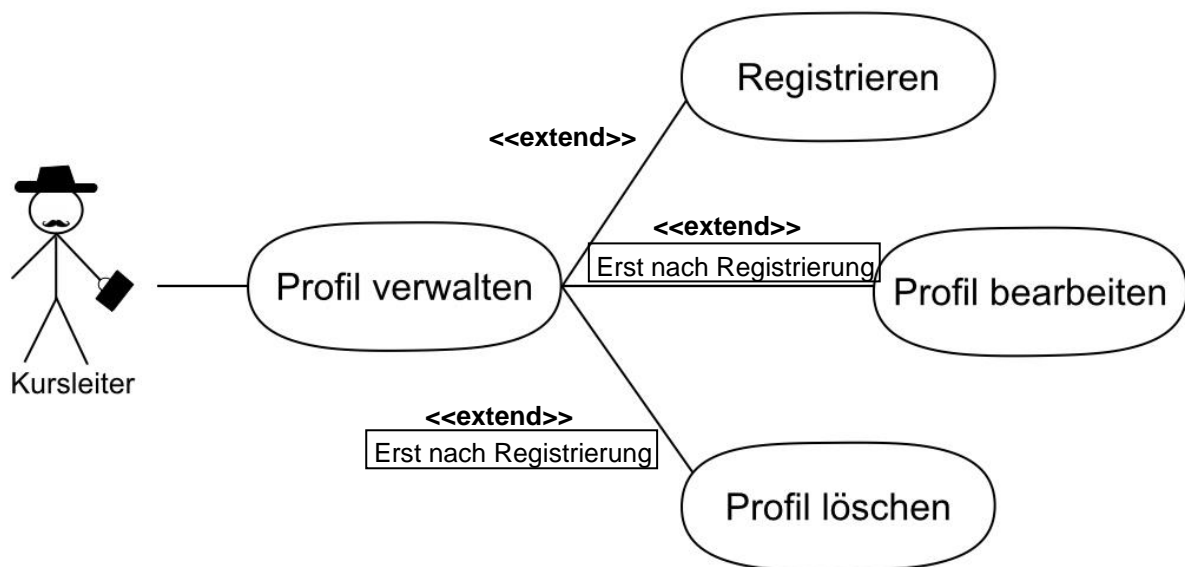 Registrieren
<<extend>>
<<extend>>
Erst nach Registrierung
Profil verwalten
Profil bearbeiten
Kursleiter
<<extend>>
Erst nach Registrierung
Profil löschen